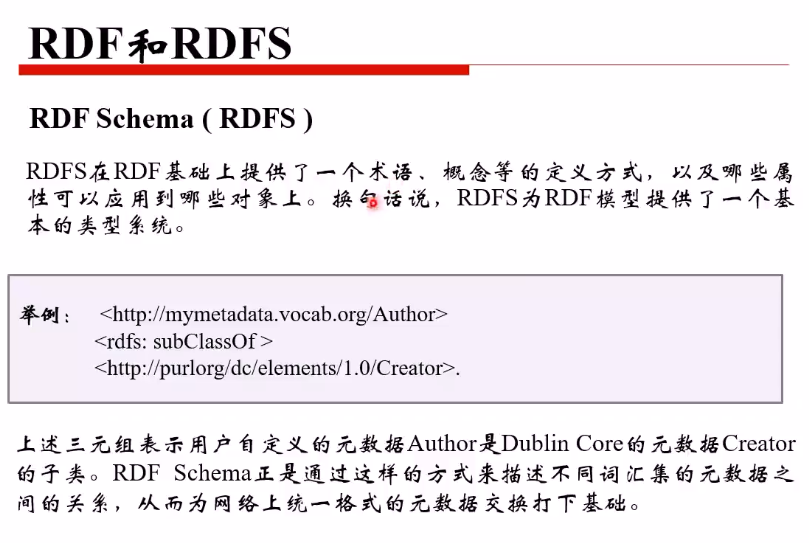 RDF和RDFS
RDF Schema ( RDFS )
RDFS在RDF基础上提供了一个术语、概念等的定义方式，以及哪些属
性可以应用到哪些对象上。换句话说，RDFS为RDF模型提供了一个基
本的类型系统。
举例： <http://mymetadata.vocab.org/Author>
<rdfs: subClassOf >
<http://purlorg/dc/elements/1.0/Creator>.
上述三元组表示用户自定义的元数据Author是Dublin Core的元数据Creator
的子类。RDF Schema正是通过这样的方式来描述不同词汇集的元数据之
间的关系，从而为网络上统一格式的元数据交换打下基础。